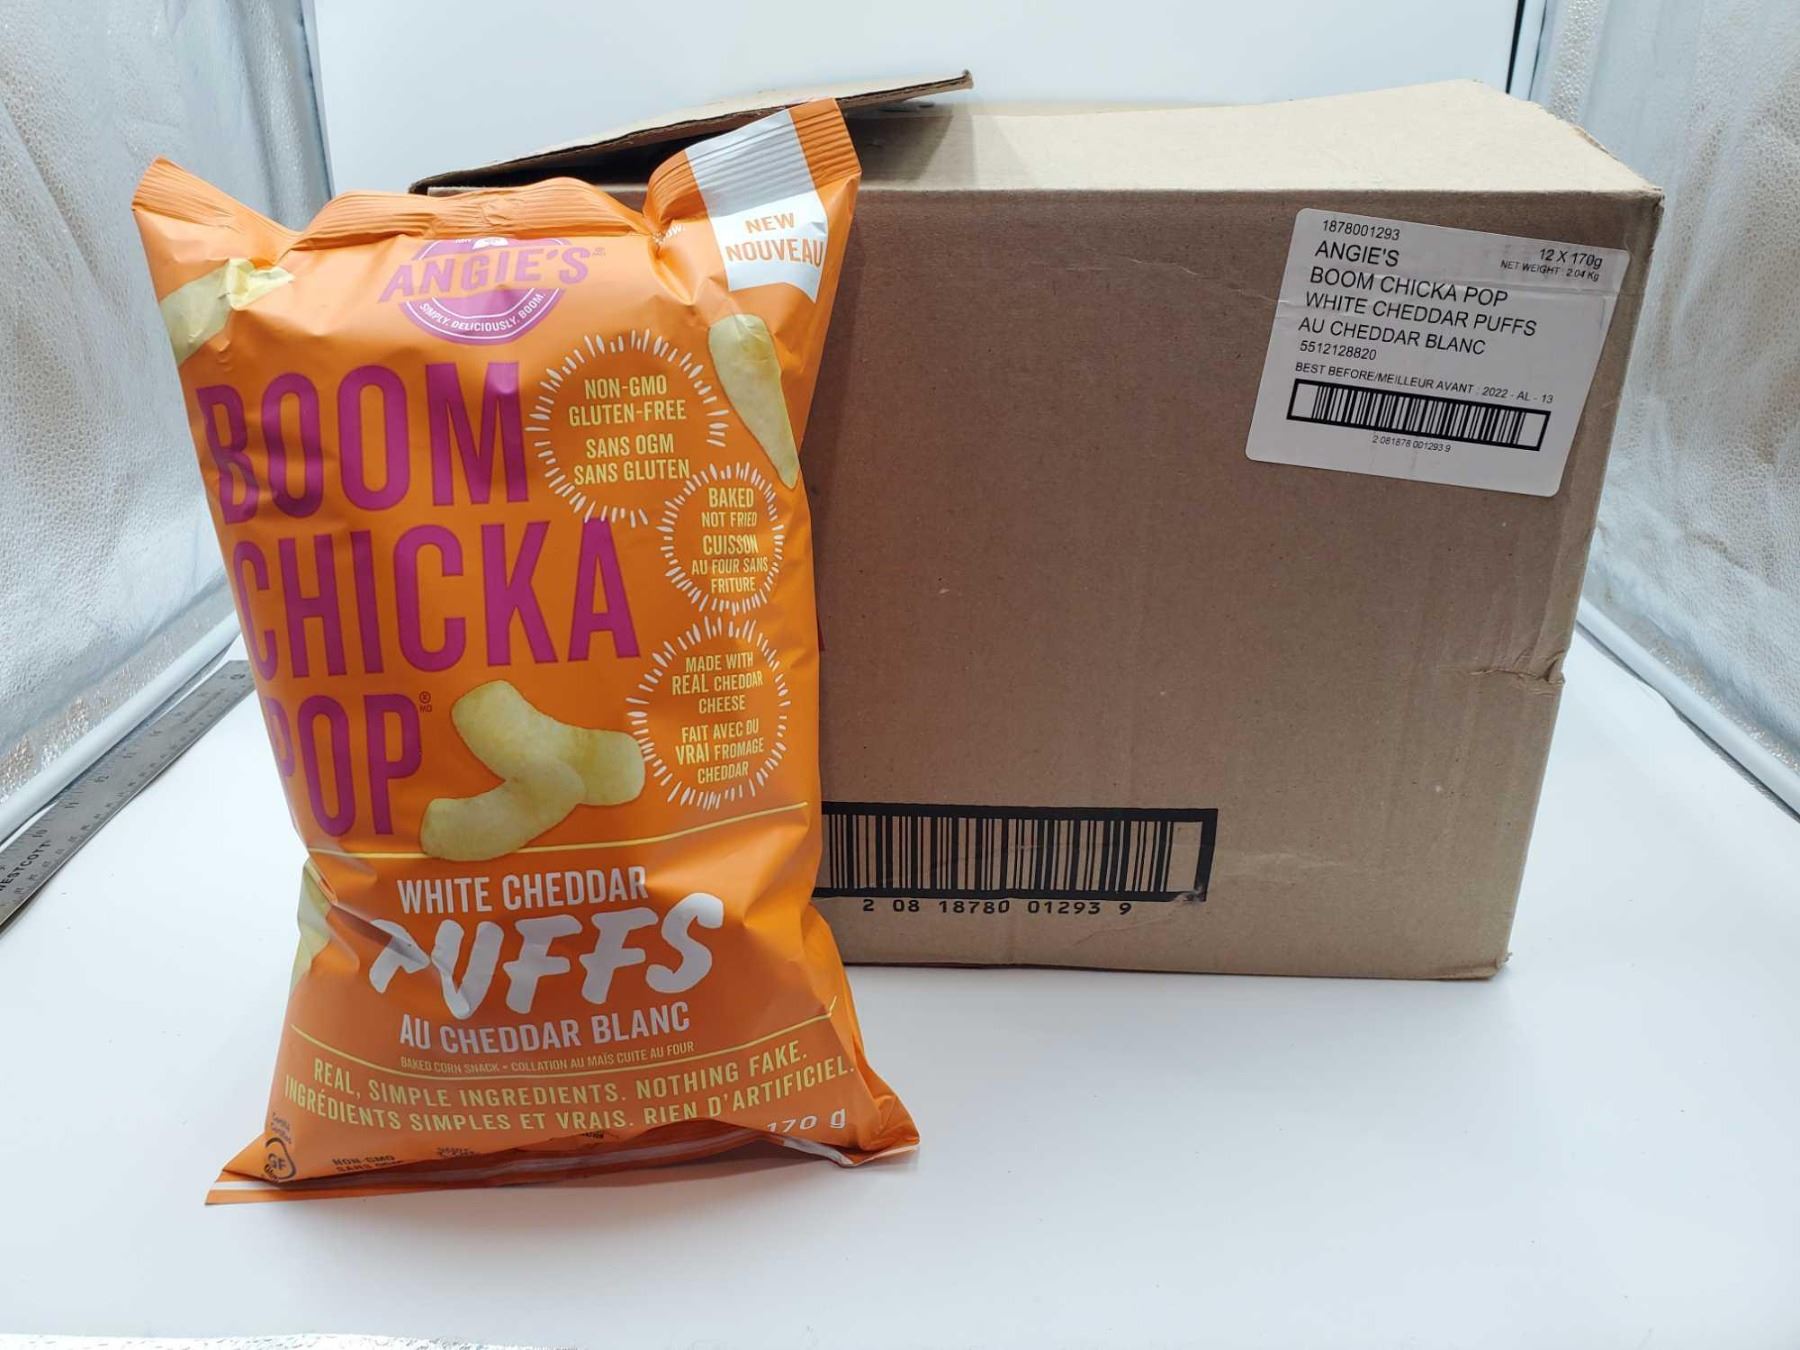 NEW
NOUVEAU
ANGIE'S
SIMPLY. DELICIOUSLY. BOOM.
BOOM
CHICKA
POP
NON-GMO
GLUTEN-FREE
SANS OGM
SANS GLUTEN
BAKED
NOT FRIED
CUISSON
AU FOUR SANS
FRITURE
MADE WITH
REAL CHEDDAR
CHEESE
FAIT AVEC DU
VRAI FROMAGE
CHEDDAR
WHITE CHEDDAR
PUFFS
AU CHEDDAR BLANC
BAKED CORN SNACK • COLLATION AU MAÏS CUITE AU FOUR
REAL, SIMPLE INGREDIENTS. NOTHING FAKE.
INGRÉDIENTS SIMPLES ET VRAIS. RIEN D'ARTIFICIEL.
170 g
GF
NON-GMO
1878001293
ANGIE'S
12 X 170g
NET WEIGHT: 2.04 Kg
BOOM CHICKA POP
WHITE CHEDDAR PUFFS
AU CHEDDAR BLANC
5512128820
BEST BEFORE/MEILLEUR AVANT : 2022 - AL - 13
2 081878 001293 9
2 08 18780 01293 9
WESTCOTT